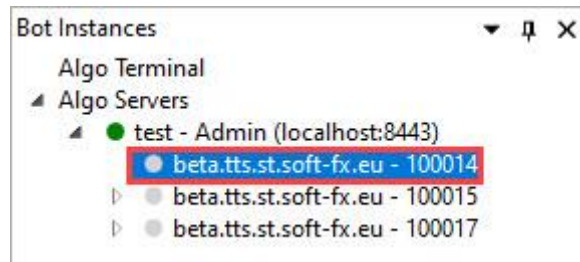 Bot Instances
Algo Terminal
Algo Servers
test - Admin (localhost:8443)
beta.tts.st.soft-fx.eu - 100014
beta.tts.st.soft-fx.eu - 100015
beta.tts.st.soft-fx.eu - 100017